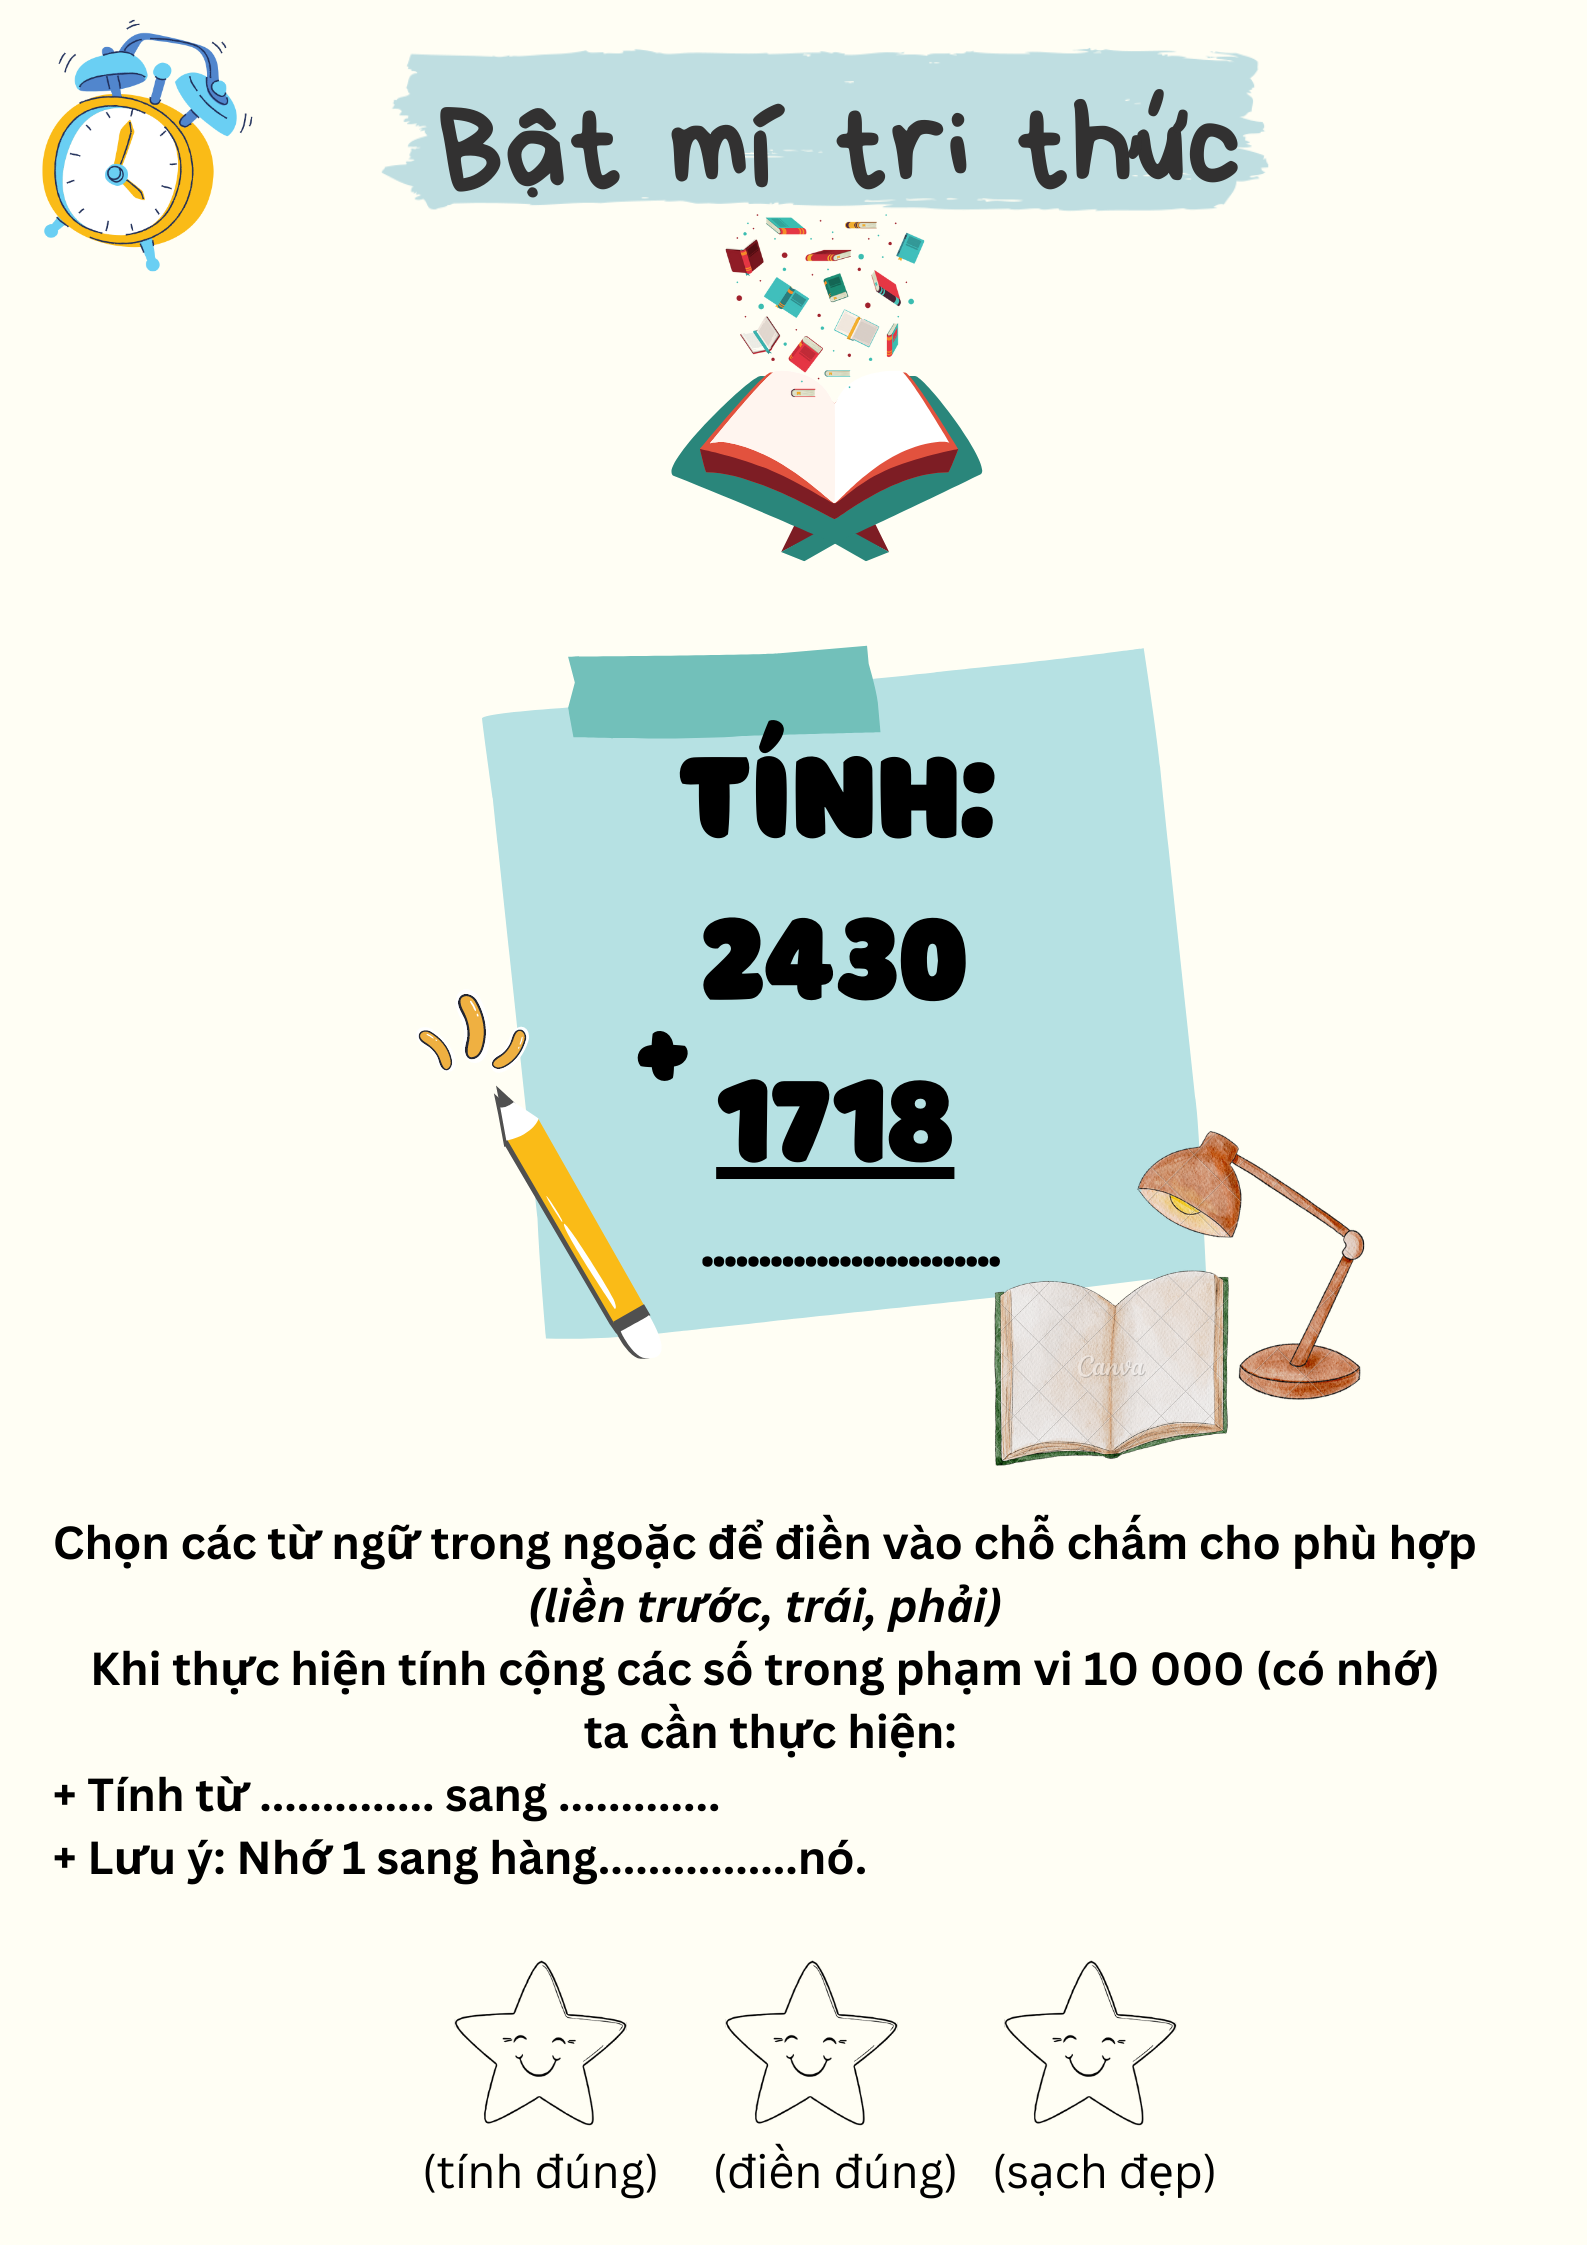 Bật mí tri thức
TÍNH:
2430
+
1718
..........................
Canva
Chọn các từ ngữ trong ngoặc để điền vào chỗ chấm cho phù hợp
(liền trước, trái, phải)
Khi thực hiện tính cộng các số trong phạm vi 10 000 (có nhớ)
ta cần thực hiện:
+ Tính từ .............. sang .............
+ Lưu ý: Nhớ 1 sang hàng................nó.
(tính đúng) (điền đúng) (sạch đẹp)